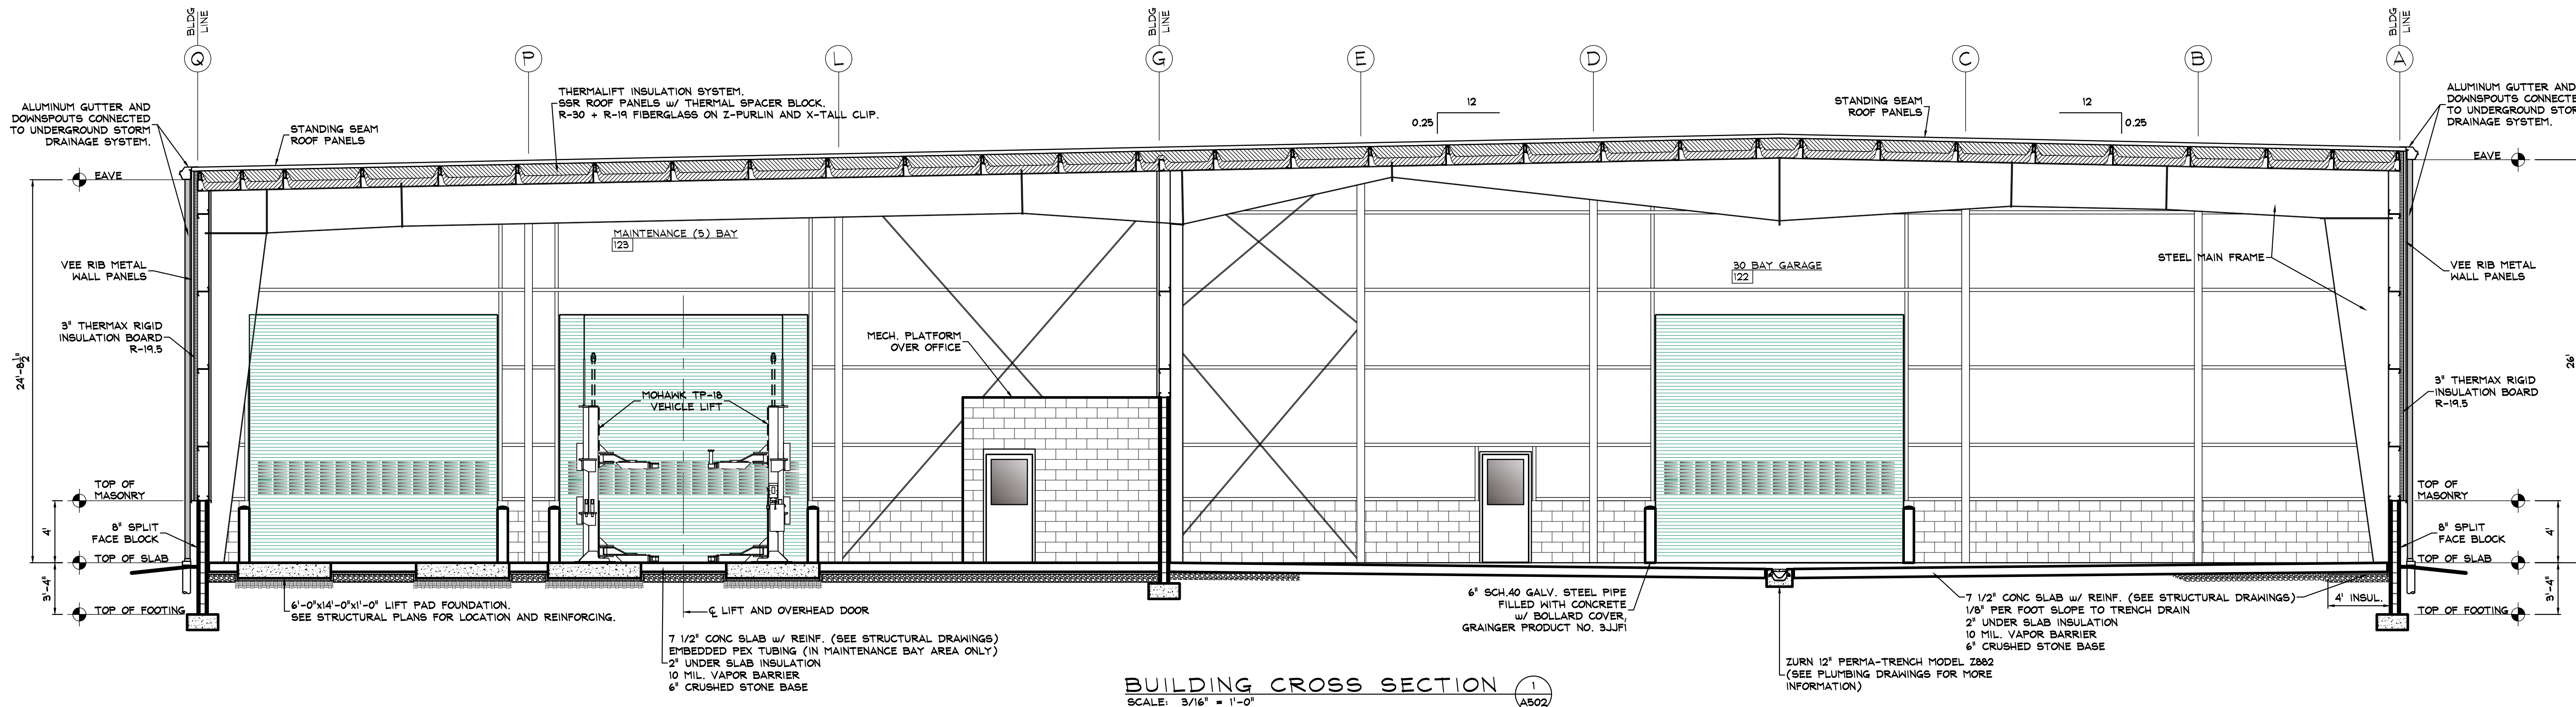 BLDG
LINE
BLDG
LINE
BLDG
LINE
Q
P
L
G
E
D
C
B
A
ALUMINUM GUTTER AND
DOWNSPOUTS CONNECTED
TO UNDERGROUND STORM
DRAINAGE SYSTEM.
STANDING SEAM
ROOF PANELS
THERMALIFT INSULATION SYSTEM.
SSR ROOF PANELS w/ THERMAL SPACER BLOCK.
R-30 + R-19 FIBERGLASS ON Z-PURLIN AND X-TALL CLIP.
12
0.25
STANDING SEAM
ROOF PANELS
12
0.25
ALUMINUM GUTTER AND
DOWNSPOUTS CONNECTE
TO UNDERGROUND STOR
DRAINAGE SYSTEM.
EAVE
EAVE
MAINTENANCE (5) BAY
123
30 BAY GARAGE
122
STEEL MAIN FRAME
VEE RIB METAL
WALL PANELS
VEE RIB METAL
WALL PANELS
3" THERMAX RIGID
INSULATION BOARD
R-19.5
24'-8 1/2"
MECH. PLATFORM
OVER OFFICE
MOHAWK TP-18
VEHICLE LIFT
26'
3" THERMAX RIGID
INSULATION BOARD
R-19.5
TOP OF
MASONRY
4'
8" SPLIT
FACE BLOCK
TOP OF SLAB
3'-4"
TOP OF FOOTING
TOP OF
MASONRY
4'
8" SPLIT
FACE BLOCK
TOP OF SLAB
3'-4"
TOP OF FOOTING
6'-0"x14'-0"x1'-0" LIFT PAD FOUNDATION.
SEE STRUCTURAL PLANS FOR LOCATION AND REINFORCING.
℄ LIFT AND OVERHEAD DOOR
7 1/2" CONC SLAB w/ REINF. (SEE STRUCTURAL DRAWINGS)
EMBEDDED PEX TUBING (IN MAINTENANCE BAY AREA ONLY)
2" UNDER SLAB INSULATION
10 MIL. VAPOR BARRIER
6" CRUSHED STONE BASE
6" SCH.40 GALV. STEEL PIPE
FILLED WITH CONCRETE
w/ BOLLARD COVER,
GRAINGER PRODUCT NO. 3JJF1
7 1/2" CONC SLAB w/ REINF. (SEE STRUCTURAL DRAWINGS)
1/8" PER FOOT SLOPE TO TRENCH DRAIN
2" UNDER SLAB INSULATION
10 MIL. VAPOR BARRIER
6" CRUSHED STONE BASE
4' INSUL.
ZURN 12" PERMA-TRENCH MODEL Z882
(SEE PLUMBING DRAWINGS FOR MORE
INFORMATION)
BUILDING CROSS SECTION
SCALE: 3/16" = 1'-0"
1
A502